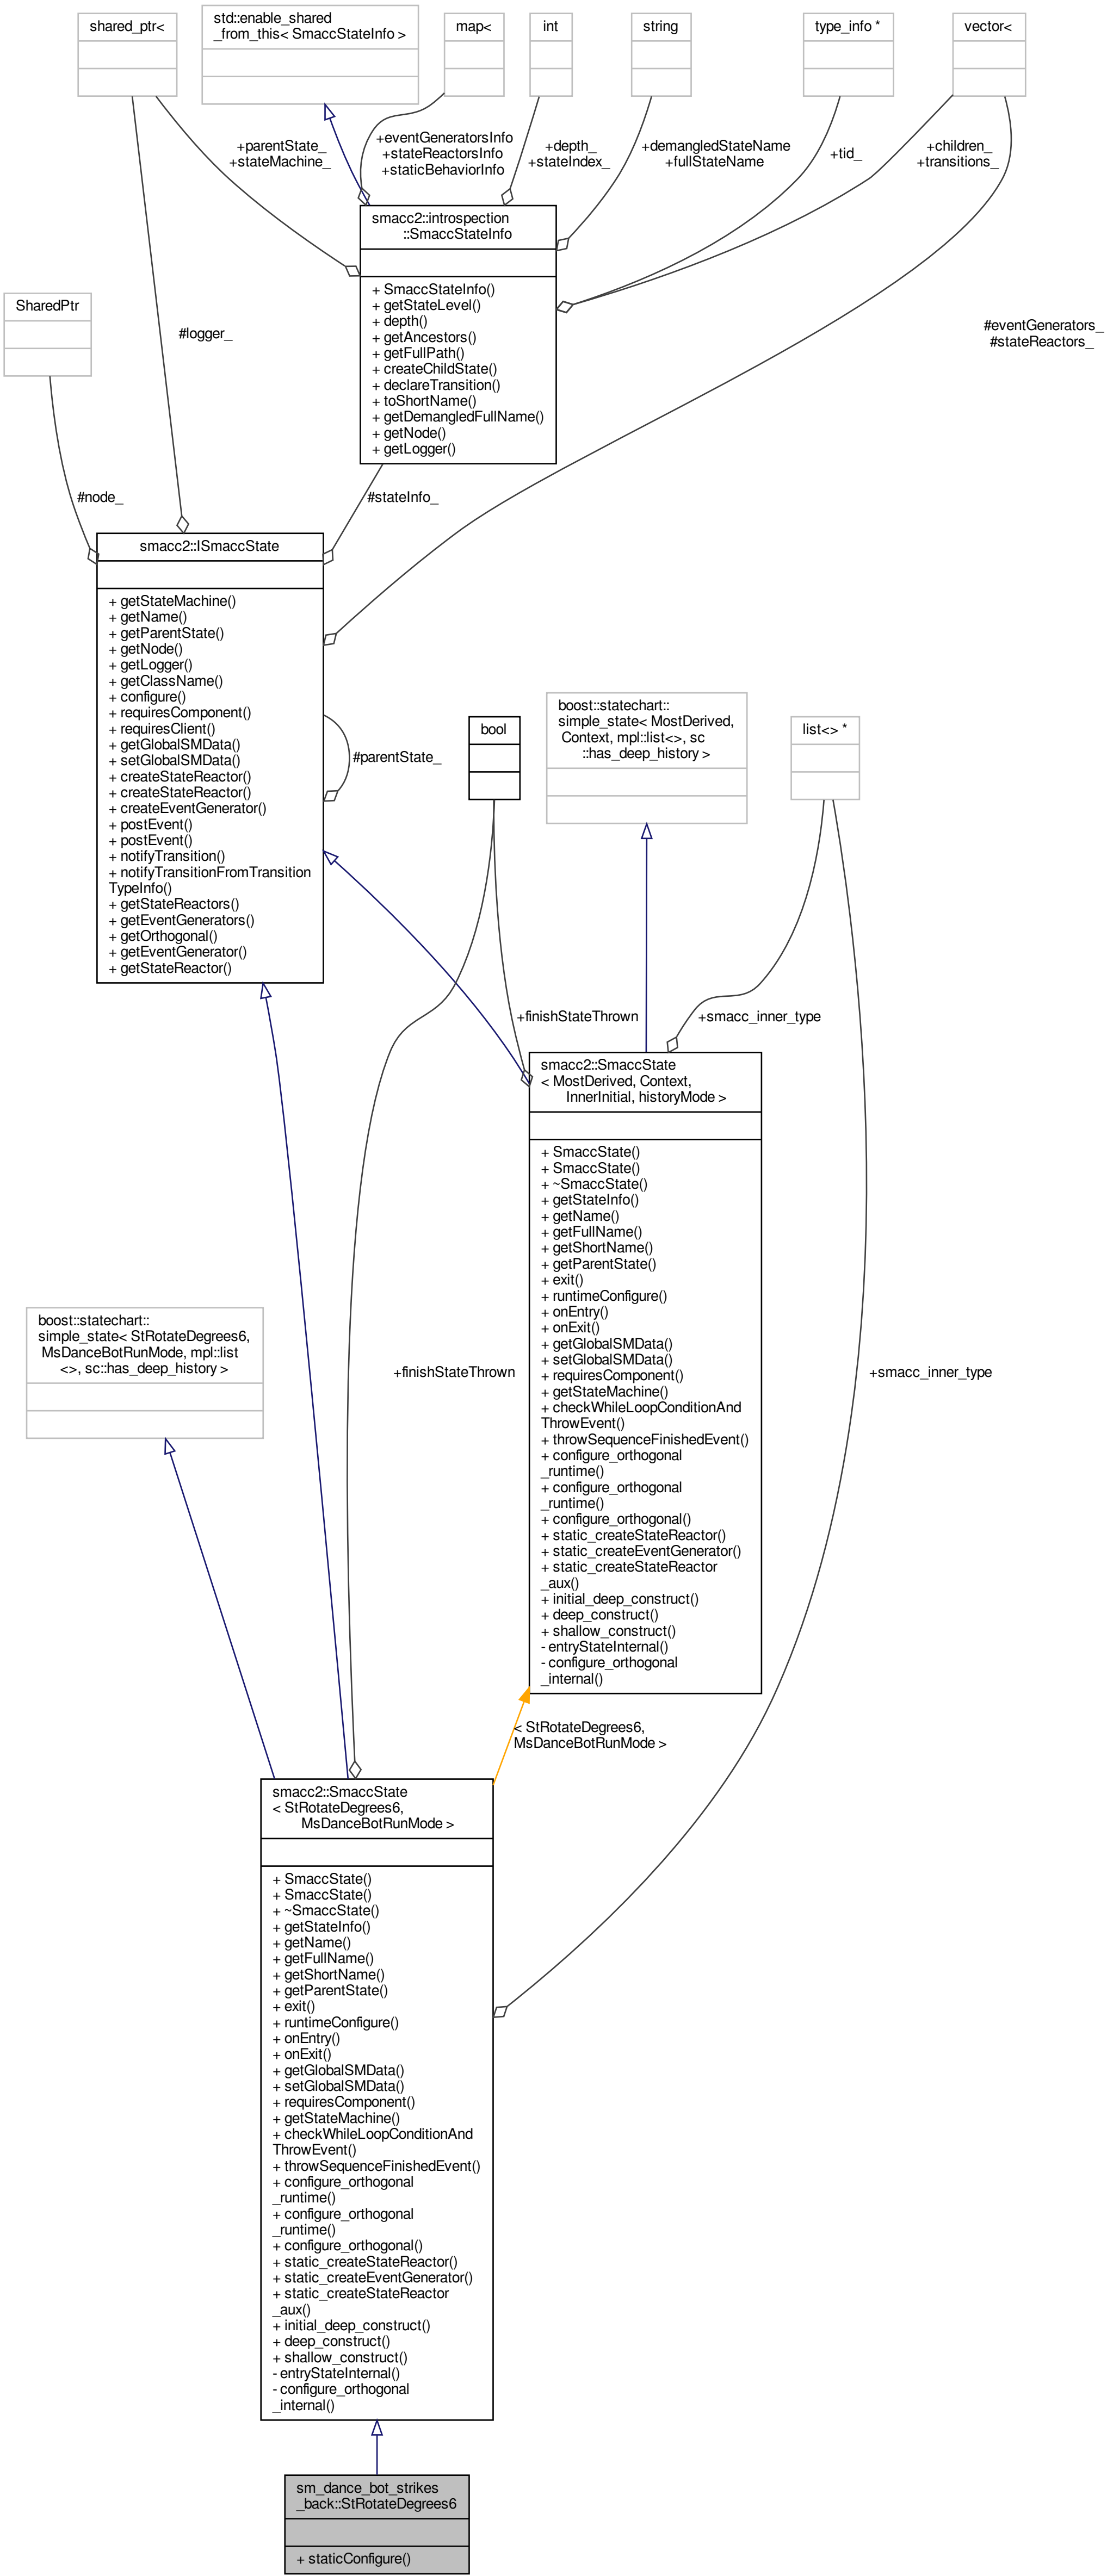 shared_ptr<
std::enable_shared
_from_this< SmaccStateInfo >
map<
int
string
type_info *
vector<
+parentState_
+stateMachine_
+eventGeneratorsInfo
+stateReactorsInfo
+staticBehaviorInfo
+depth_
+stateIndex_
+demangledStateName
+fullStateName
+tid_
+children_
+transitions_
smacc2::introspection
::SmaccStateInfo
+ SmaccStateInfo()
+ getStateLevel()
+ depth()
+ getAncestors()
+ getFullPath()
+ createChildState()
+ declareTransition()
+ toShortName()
+ getDemangledFullName()
+ getNode()
+ getLogger()
SharedPtr
#logger_
#eventGenerators_
#stateReactors_
#node_
#stateInfo_
smacc2::ISmaccState
+ getStateMachine()
+ getName()
+ getParentState()
+ getNode()
+ getLogger()
+ getClassName()
+ configure()
+ requiresComponent()
+ requiresClient()
+ getGlobalSMData()
+ setGlobalSMData()
+ createStateReactor()
+ createStateReactor()
+ createEventGenerator()
+ postEvent()
+ postEvent()
+ notifyTransition()
+ notifyTransitionFromTransition
TypeInfo()
+ getStateReactors()
+ getEventGenerators()
+ getOrthogonal()
+ getEventGenerator()
+ getStateReactor()
#parentState_
bool
boost::statechart::
simple_state< MostDerived,
Context, mpl::list<>, sc
::has_deep_history >
list<> *
+finishStateThrown
+smacc_inner_type
smacc2::SmaccState
< MostDerived, Context,
InnerInitial, historyMode >
+ SmaccState()
+ SmaccState()
+ ~SmaccState()
+ getStateInfo()
+ getName()
+ getFullName()
+ getShortName()
+ getParentState()
+ exit()
+ runtimeConfigure()
+ onEntry()
+ onExit()
+ getGlobalSMData()
+ setGlobalSMData()
+ requiresComponent()
+ getStateMachine()
+ checkWhileLoopConditionAnd
ThrowEvent()
+ throwSequenceFinishedEvent()
+ configure_orthogonal
_runtime()
+ configure_orthogonal
_runtime()
+ configure_orthogonal()
+ static_createStateReactor()
+ static_createEventGenerator()
+ static_createStateReactor
_aux()
+ initial_deep_construct()
+ deep_construct()
+ shallow_construct()
- entryStateInternal()
- configure_orthogonal
_internal()
boost::statechart::
simple_state< StRotateDegrees6,
MsDanceBotRunMode, mpl::list
<>, sc::has_deep_history >
+finishStateThrown
+smacc_inner_type
< StRotateDegrees6,
MsDanceBotRunMode >
smacc2::SmaccState
< StRotateDegrees6,
MsDanceBotRunMode >
+ SmaccState()
+ SmaccState()
+ ~SmaccState()
+ getStateInfo()
+ getName()
+ getFullName()
+ getShortName()
+ getParentState()
+ exit()
+ runtimeConfigure()
+ onEntry()
+ onExit()
+ getGlobalSMData()
+ setGlobalSMData()
+ requiresComponent()
+ getStateMachine()
+ checkWhileLoopConditionAnd
ThrowEvent()
+ throwSequenceFinishedEvent()
+ configure_orthogonal
_runtime()
+ configure_orthogonal
_runtime()
+ configure_orthogonal()
+ static_createStateReactor()
+ static_createEventGenerator()
+ static_createStateReactor
_aux()
+ initial_deep_construct()
+ deep_construct()
+ shallow_construct()
- entryStateInternal()
- configure_orthogonal
_internal()
sm_dance_bot_strikes
_back::StRotateDegrees6
+ staticConfigure()